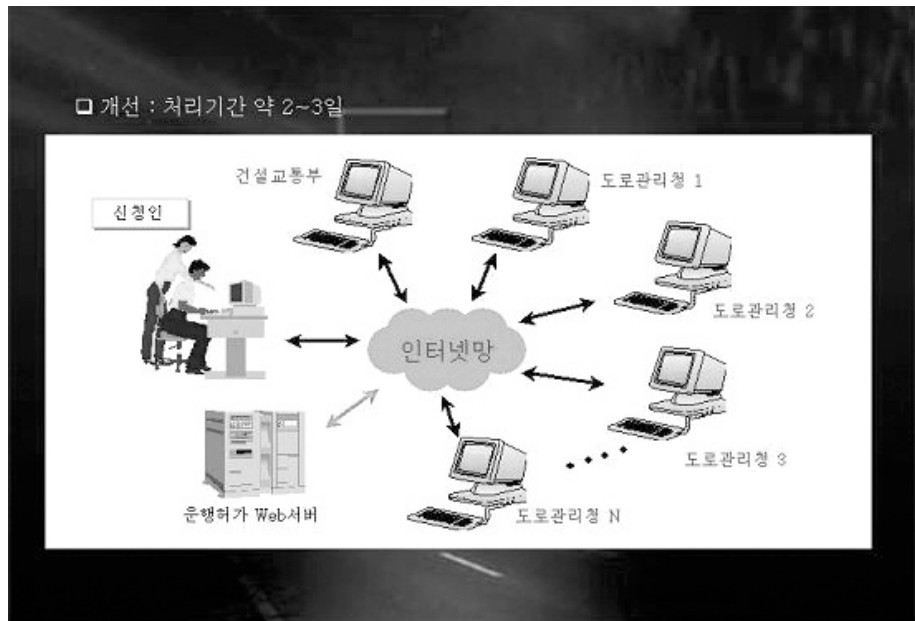 ❑ 개선 : 처리기간 약 2~3일
건설교통부
도로관리청 1
신청인
도로관리청 2
인터넷망
도로관리청 3
운행허가 Web서버
도로관리청 N